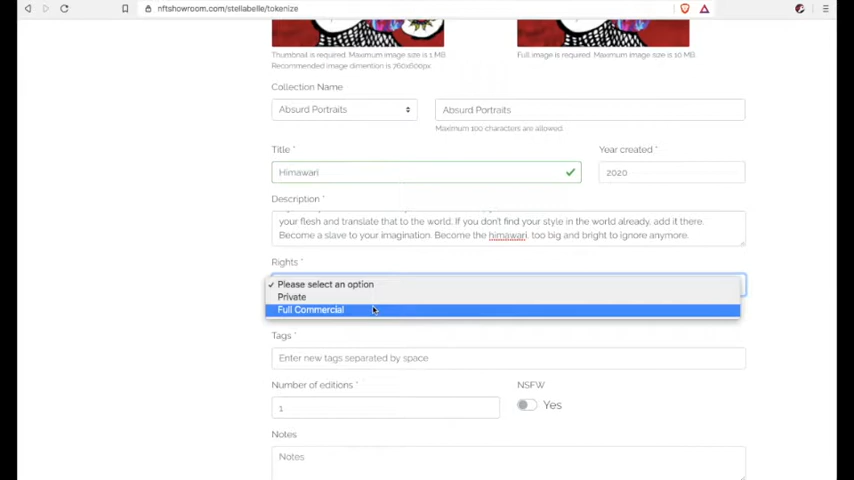 nftshowroom.com/stellabelle/tokenize
Thumbnail is required. Maximum image size is 1 MB
Recommended image dimention is 760x600px.
Full image is required. Maximum image size is 10 MB.
Collection Name
Absurd Portraits
Absurd Portraits
Maximum 100 characters are allowed.
Title *
Year created *
Himawari
2020
Description *
your flesh and translate that to the world. If you don't find your style in the world already, add it there.
Become a slave to your imagination. Become the himawari, too big and bright to ignore anymore.
Rights *
✓ Please select an option
Private
Full Commercial
Tags *
Enter new tags separated by space
Number of editions *
NSFW
1
Yes
Notes
Notes